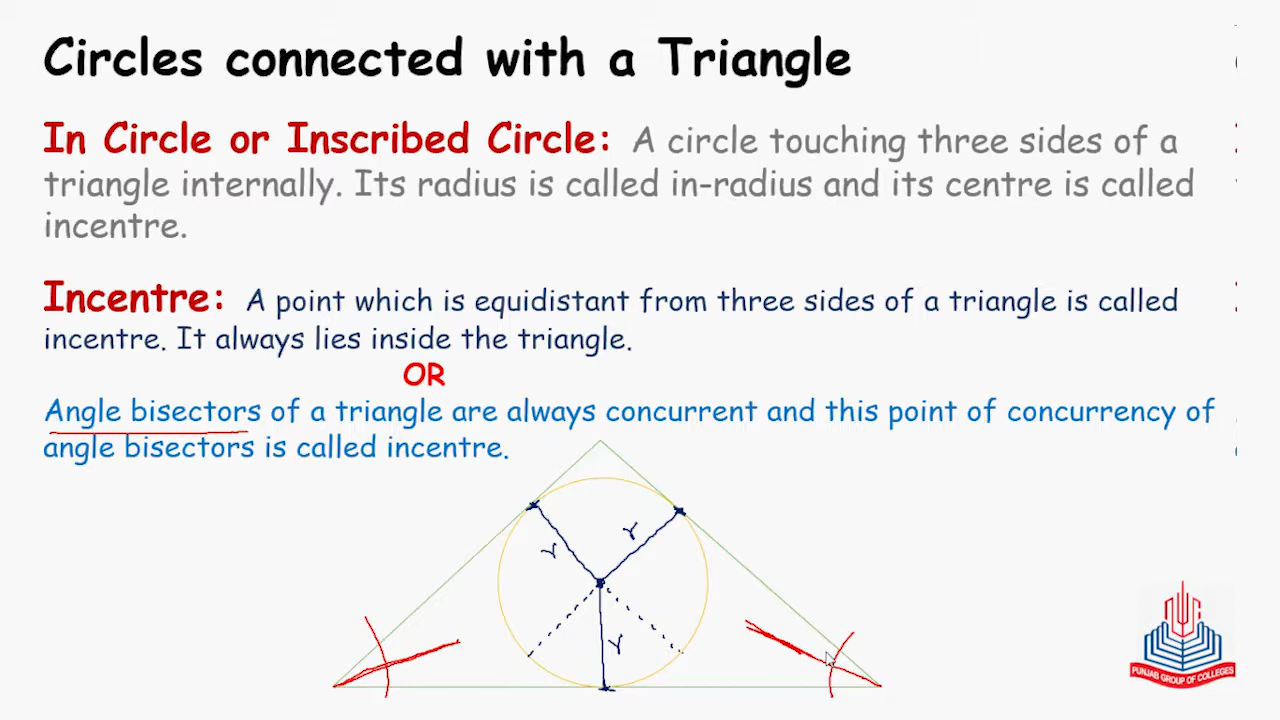 Circles connected with a Triangle
In Circle or Inscribed Circle: A circle touching three sides of a
triangle internally. Its radius is called in-radius and its centre is called
incentre.
Incentre: A point which is equidistant from three sides of a triangle is called
incentre. It always lies inside the triangle.
OR
Angle bisectors of a triangle are always concurrent and this point of concurrency of
angle bisectors is called incentre.
r
r
r
PUNJAB GROUP OF COLLEGES